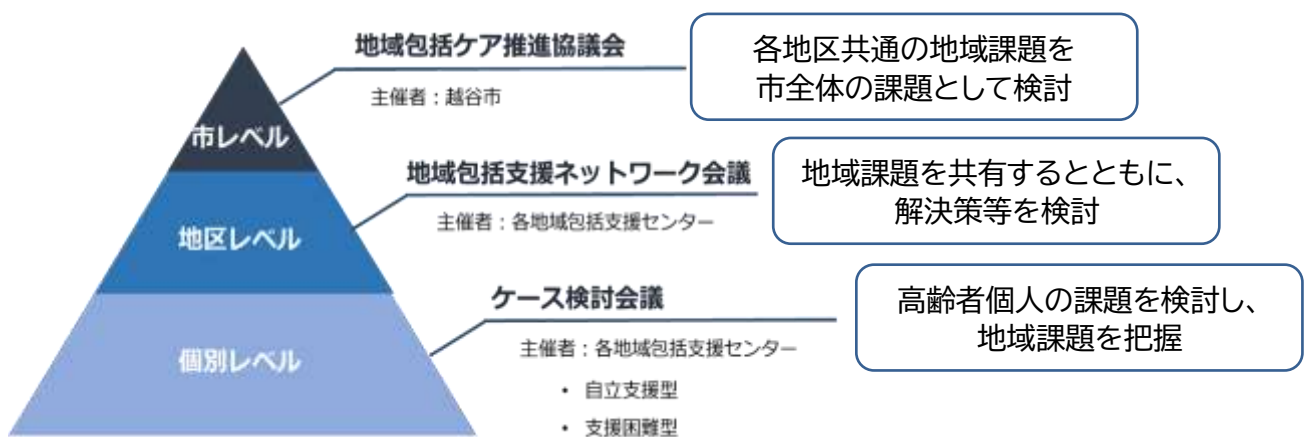 地域包括ケア推進協議会
主催者：越谷市
各地区共通の地域課題を
市全体の課題として検討
市レベル
地域包括支援ネットワーク会議
主催者：各地域包括支援センター
地域課題を共有するとともに、
解決策等を検討
地区レベル
ケース検討会議
主催者：各地域包括支援センター
• 自立支援型
• 支援困難型
高齢者個人の課題を検討し、
地域課題を把握
個別レベル